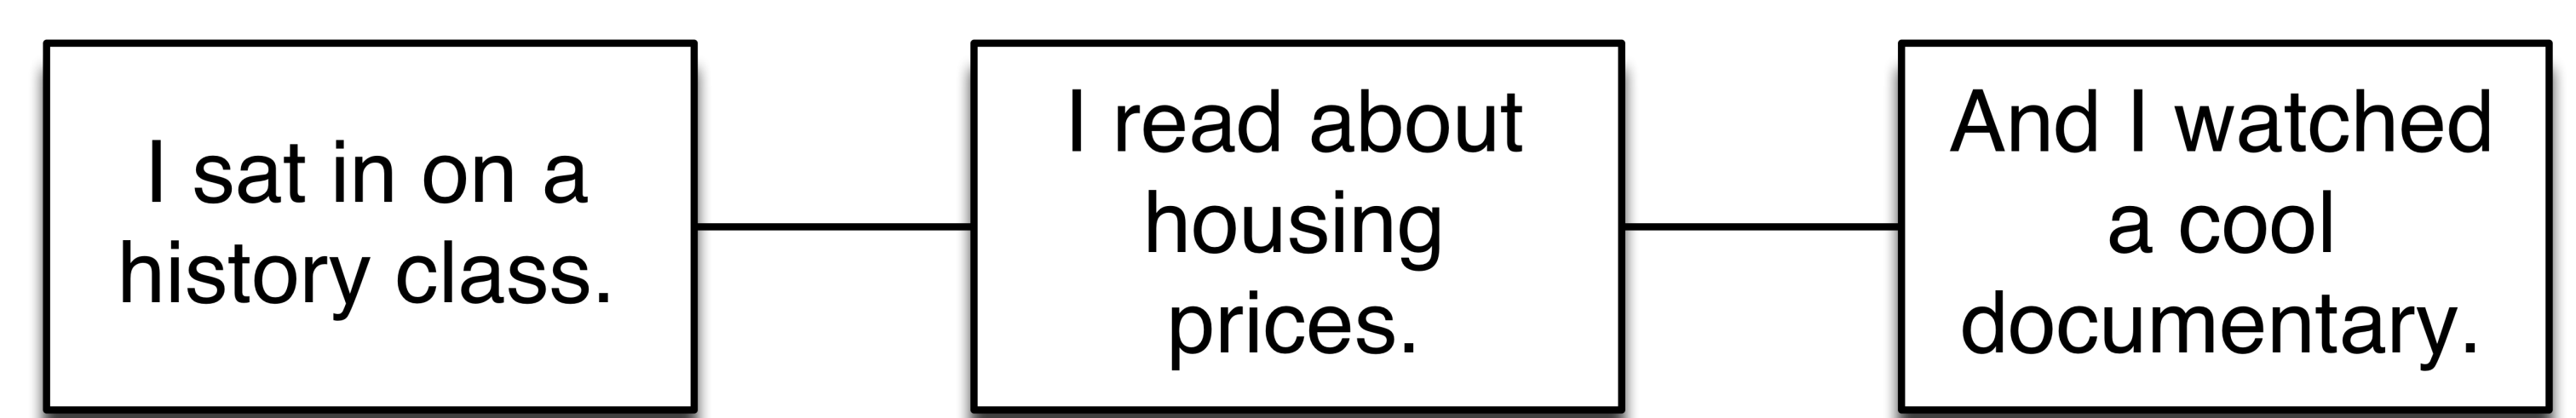 I sat in on a
history class.
I read about
housing
prices.
And I watched
a cool
documentary.